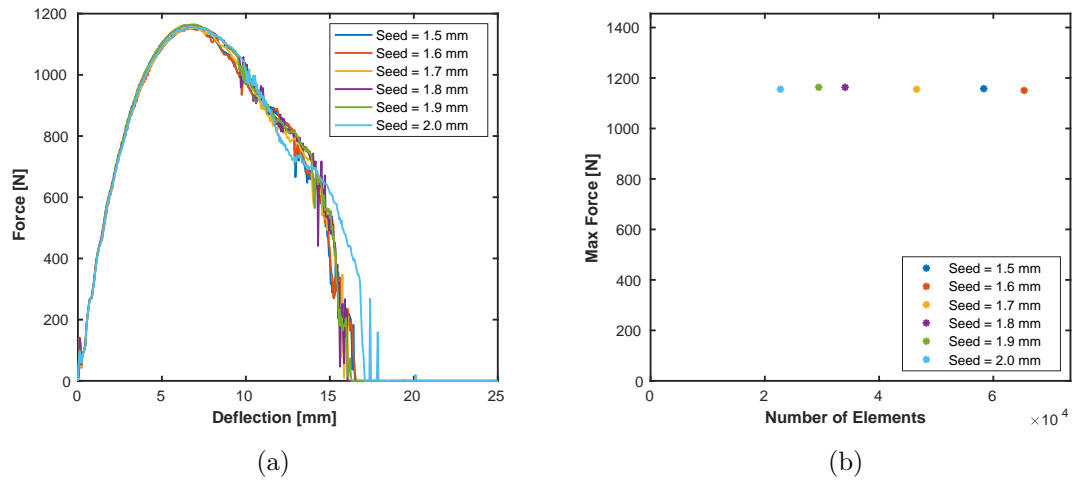 1200
1000
800
600
400
200
0
Force [N]
0 5 10 15 20 25
Deflection [mm]
Seed = 1.5 mm
Seed = 1.6 mm
Seed = 1.7 mm
Seed = 1.8 mm
Seed = 1.9 mm
Seed = 2.0 mm
(a)
1400
1200
1000
800
600
400
200
0
Max Force [N]
0 2 4 6
×10 4
Number of Elements
Seed = 1.5 mm
Seed = 1.6 mm
Seed = 1.7 mm
Seed = 1.8 mm
Seed = 1.9 mm
Seed = 2.0 mm
(b)